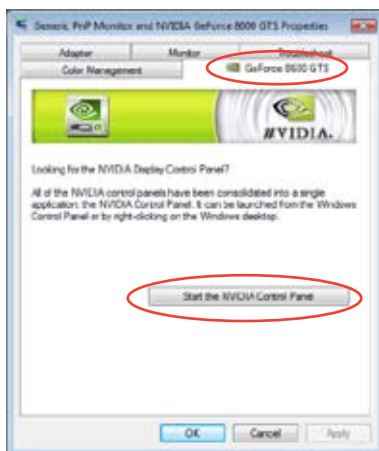 Generic PnP Monitor and NVIDIA GeForce 8600 GTS Properties
Adapter Monitor Troubleshoot
Color Management GeForce 8600 GTS
NVIDIA.
Looking for the NVIDIA Display Control Panel?
All of the NVIDIA control panels have been consolidated into a single
application: the NVIDIA Control Panel. It can be launched from the Windows
Control Panel or by right-clicking on the Windows desktop.
Start the NVIDIA Control Panel
OK Cancel Apply